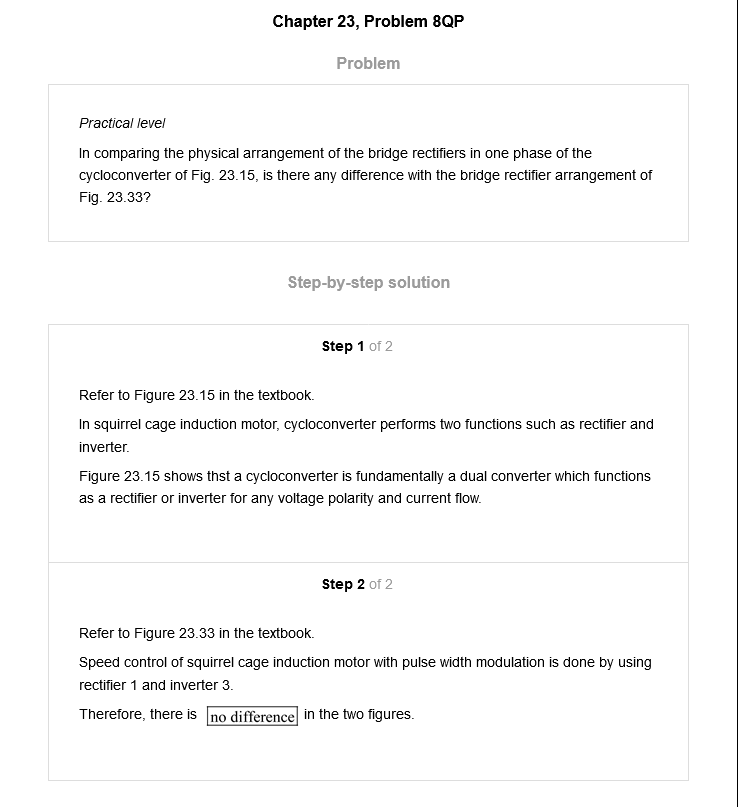 Chapter 23, Problem 8QP
Problem
Practical level
In comparing the physical arrangement of the bridge rectifiers in one phase of the
cycloconverter of Fig. 23.15, is there any difference with the bridge rectifier arrangement of
Fig. 23.33?
Step-by-step solution
Step 1 of 2
Refer to Figure 23.15 in the textbook.
In squirrel cage induction motor, cycloconverter performs two functions such as rectifier and
inverter.
Figure 23.15 shows thst a cycloconverter is fundamentally a dual converter which functions
as a rectifier or inverter for any voltage polarity and current flow.
Step 2 of 2
Refer to Figure 23.33 in the textbook.
Speed control of squirrel cage induction motor with pulse width modulation is done by using
rectifier 1 and inverter 3.
Therefore, there is no difference in the two figures.